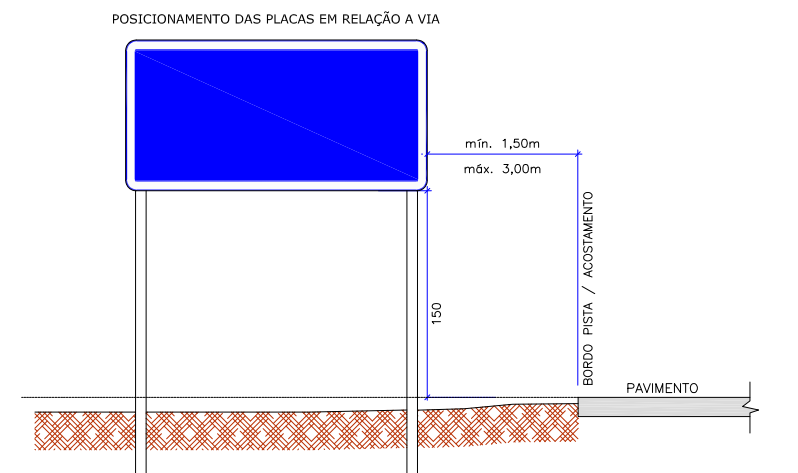 POSICIONAMENTO DAS PLACAS EM RELAÇÃO A VIA
mín. 1,50m
máx. 3,00m
150
BORDO PISTA / ACOSTAMENTO
PAVIMENTO